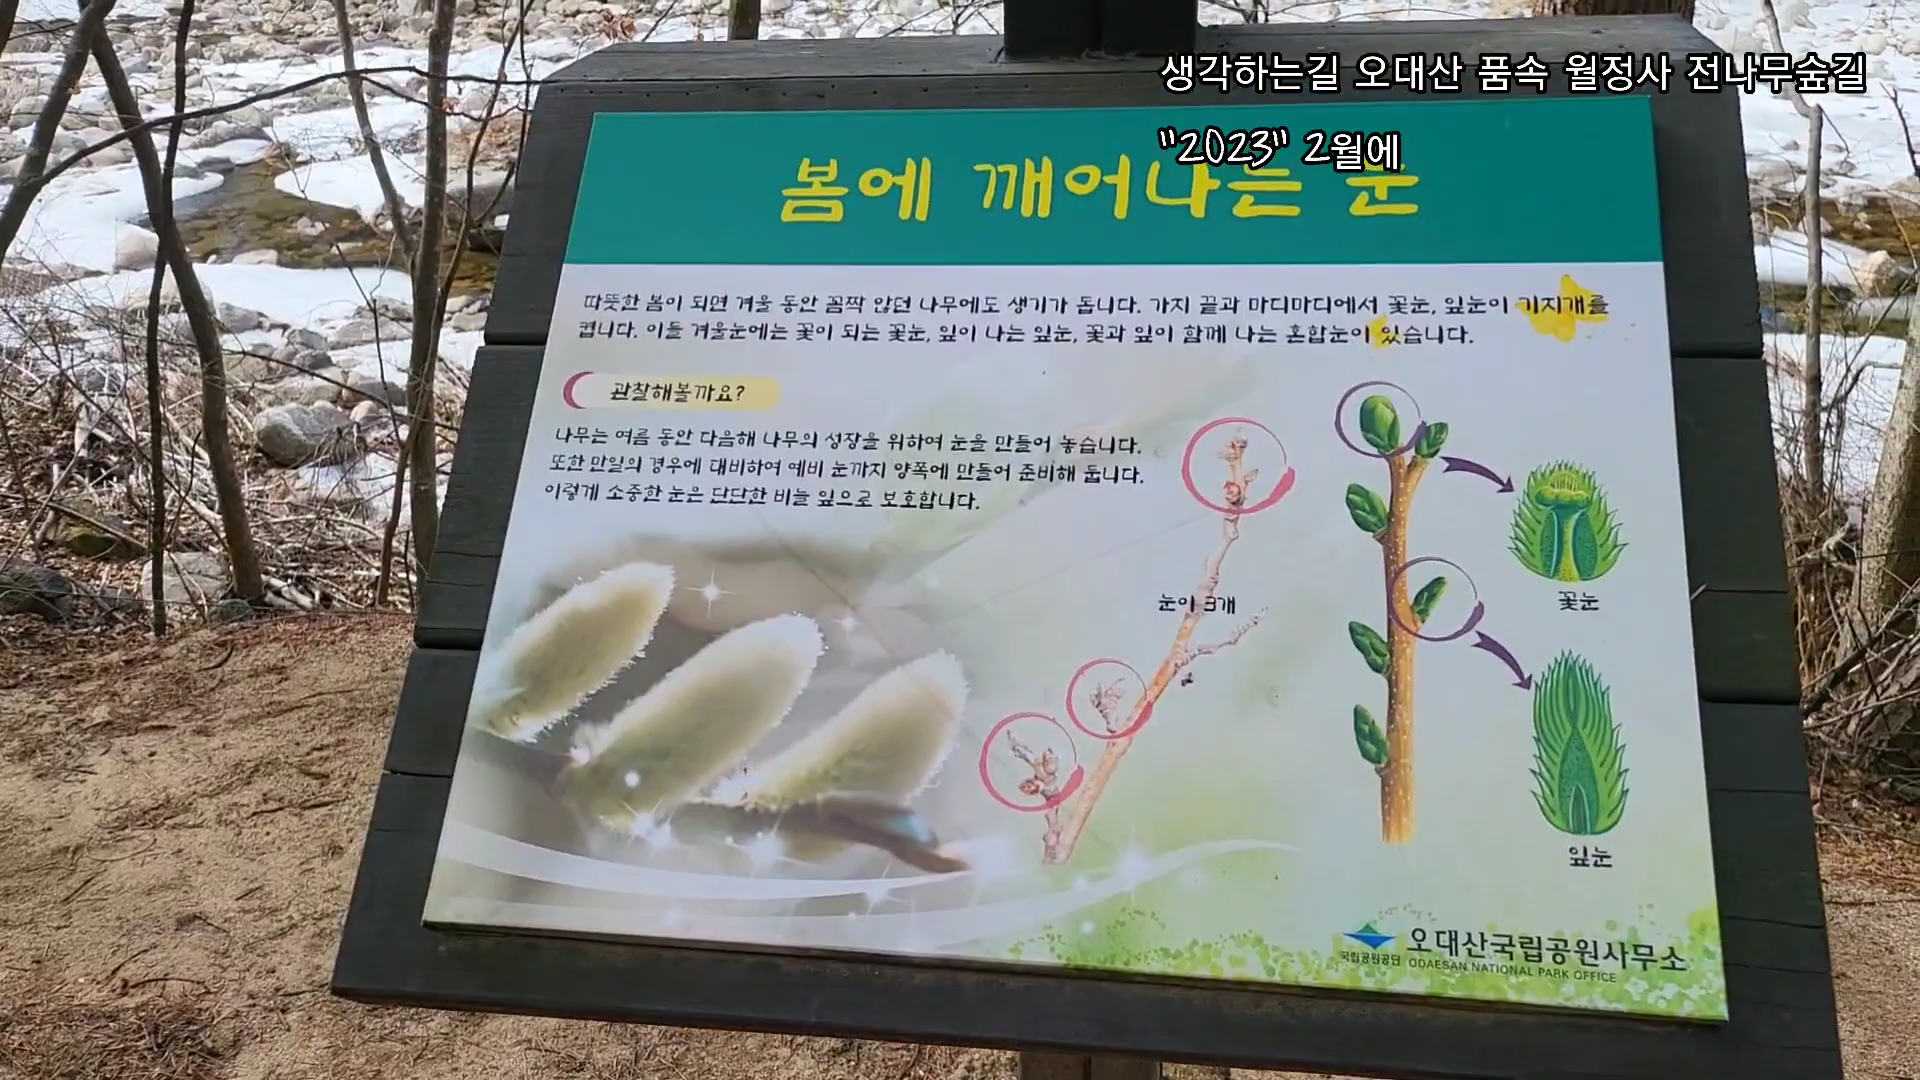 생각하는길 오대산 품속 월정사 전나무숲길
"2023" 2월에
봄에 깨어나는 눈
따뜻한 봄이 되면 겨울 동안 꼼짝 않던 나무에도 생기가 돕니다. 가지 끝과 마디마디에서 꽃눈, 잎눈이 기지개를
켭니다. 이들 겨울눈에는 꽃이 되는 꽃눈, 잎이 나는 잎눈, 꽃과 잎이 함께 나는 혼합눈이 있습니다.
관찰해볼까요?
나무는 여름 동안 다음해 나무의 성장을 위하여 눈을 만들어 놓습니다.
또한 만일의 경우에 대비하여 예비 눈까지 양쪽에 만들어 준비해 둡니다.
이렇게 소중한 눈은 단단한 비늘 잎으로 보호합니다.
눈이 3개
꽃눈
잎눈
국립공원공단 오대산국립공원사무소
ODAESAN NATIONAL PARK OFFICE